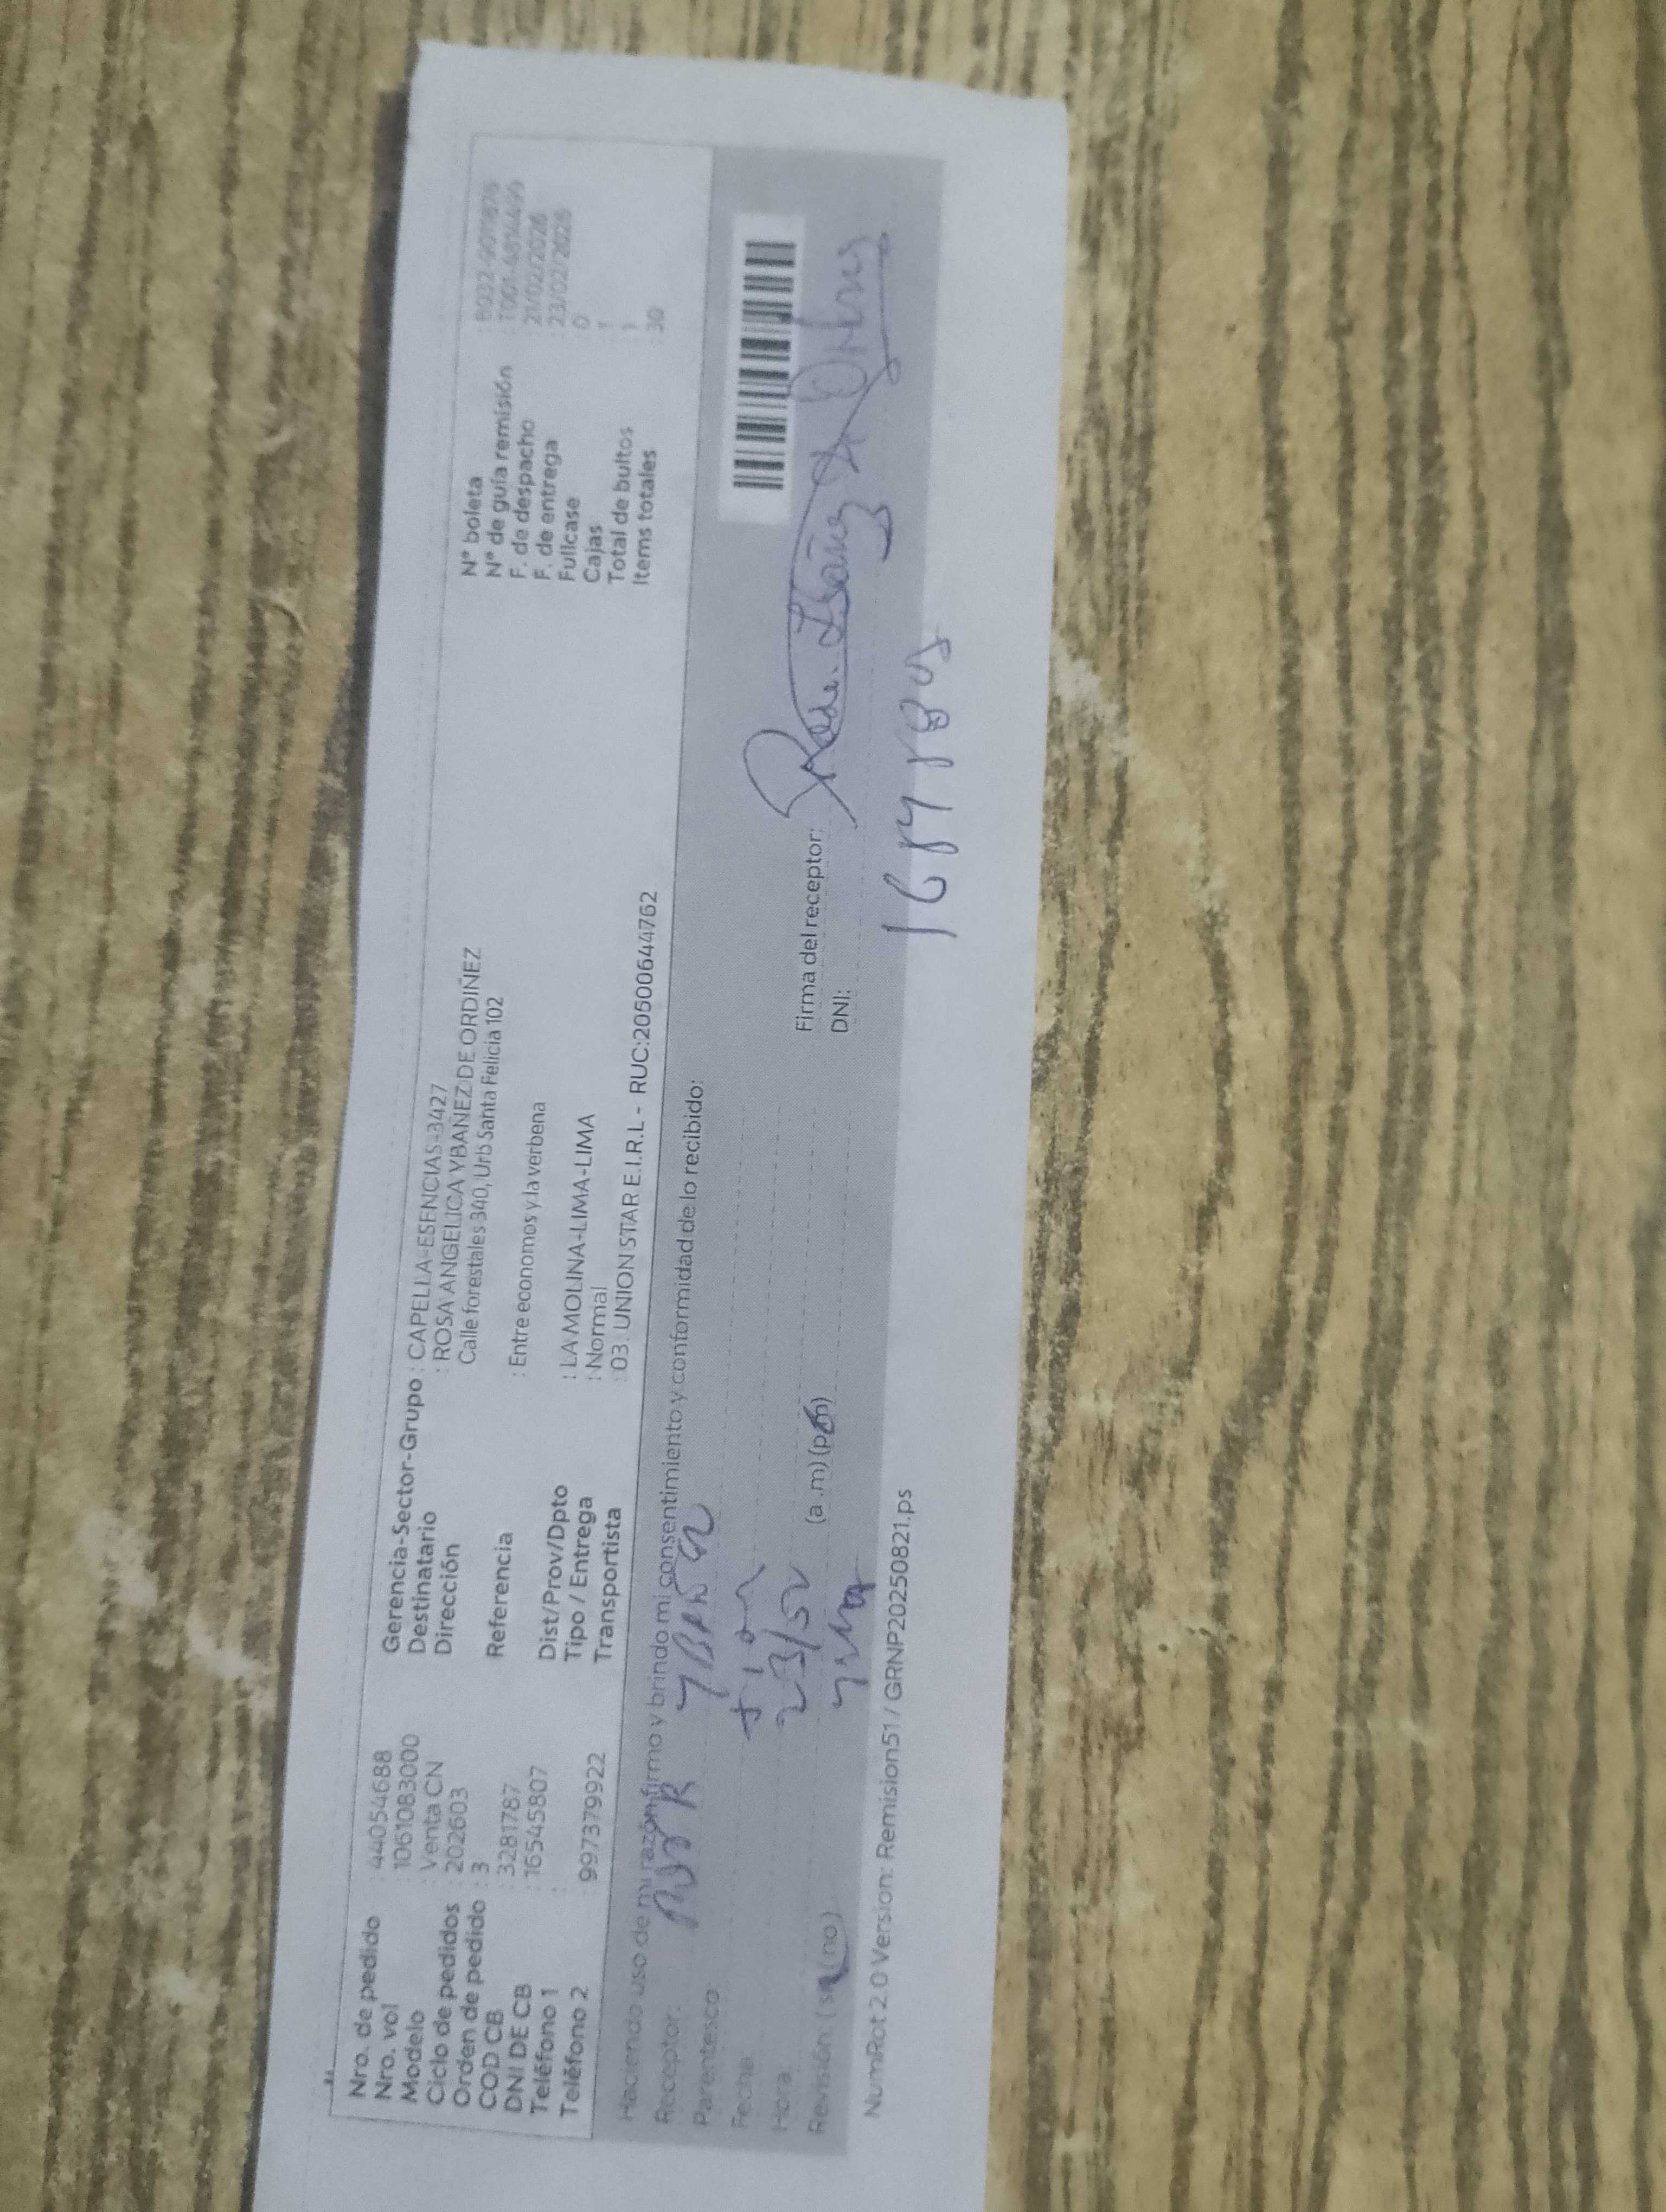 Nro. de pedido : 44054688
Nro. vol : 1061083000
Modelo : Venta CN
Ciclo de pedidos : 202603
Orden de pedido : 3
COD CB : 3281787
DNI DE CB : 16545807
Teléfono 1 :
Teléfono 2 : 997379922
Gerencia-Sector-Grupo : CAPELLA-ESENCIAS-3427
Destinatario : ROSA ANGELICA YBAÑEZ DE ORDIÑEZ
Dirección Calle forestales 340, Urb Santa Felicia 102
Referencia : Entre economos y la verbena
Dist/Prov/Dpto : LA MOLINA-LIMA-LIMA
Tipo / Entrega : Normal
Transportista : 03. UNION STAR E.I.R.L - RUC:20500644762
N° boleta
N° de guía remisión
F. de despacho : 21/02/2026
F. de entrega : 23/02/2026
Fullcase : 0
Cajas : 1
Total de bultos : 1
Items totales : 30
Haciendo uso de mi razón firmo y brindo mi consentimiento y conformidad de lo recibido:
Receptor:
Parentesco:
Fecha:
Hora: (a .m) (p.m)
Revisión (si) (no)
Firma del receptor:
DNI:
NumRot 2.0 Version: Remision51 / GRNP20250821.ps